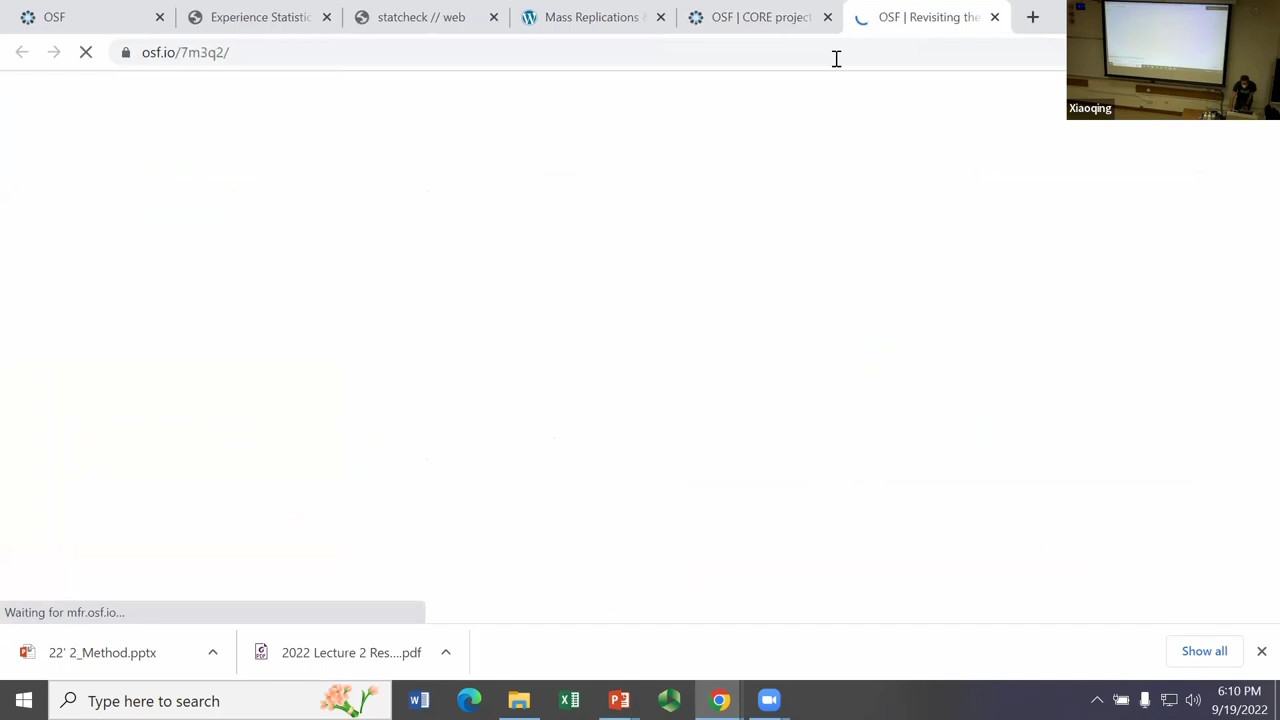 OSF
Experience Statistic
statcheck // web
Mass Replications
OSF | CORE project
OSF | Revisiting the
osf.io/7m3q2/
Xiaoqing
Waiting for mfr.osf.io...
22' 2_Method.pptx
2022 Lecture 2 Res....pdf
Show all
Type here to search
6:10 PM
9/19/2022